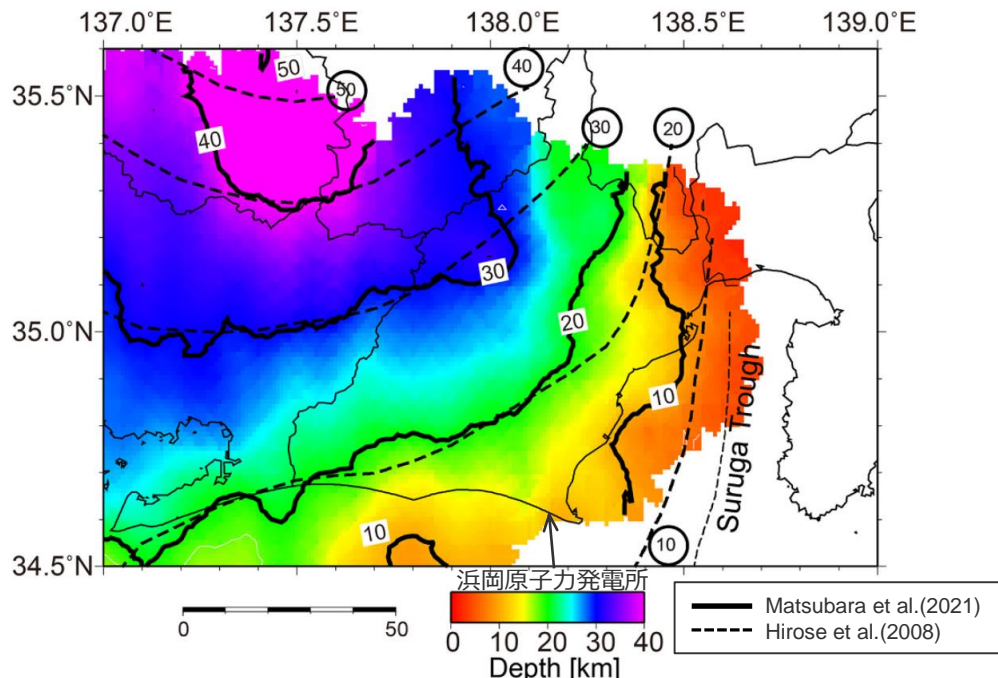 137.0°E 137.5°E 138.0°E 138.5°E 139.0°E
50 40
50
35.5°N
40 30 20
30
20
35.0°N
10
Suruga Trough
10
10
34.5°N
浜岡原子力発電所
0 50
0 10 20 30 40
Depth [km]
Matsubara et al.(2021)
Hirose et al.(2008)